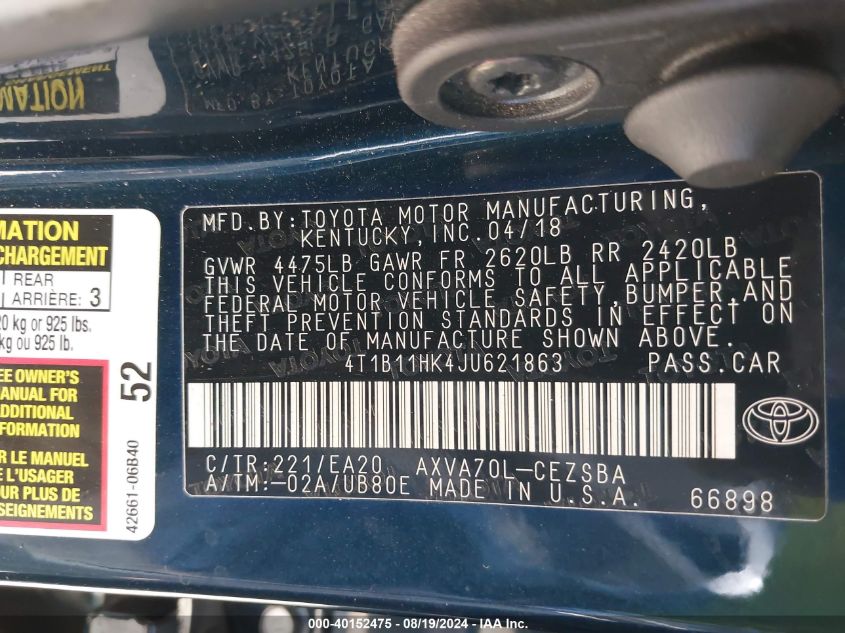 MFD. BY: TOYOTA MOTOR MANUFACTURING,
KENTUCKY, INC. 04/18
GVWR 4475LB GAWR FR 2620LB RR 2420LB
THIS VEHICLE CONFORMS TO ALL APPLICABLE
FEDERAL MOTOR VEHICLE SAFETY, BUMPER, AND
THEFT PREVENTION STANDARDS IN EFFECT ON
THE DATE OF MANUFACTURE SHOWN ABOVE.
4T1B11HK4JU621863 PASS.CAR
C/TR:221/EA20 AXVA70L-CEZSBA
A/TM:-02A/UB80E MADE IN U.S.A. 66898
MATION
CHARGEMENT
REAR
ARRIÈRE: 3
20 kg or 925 lbs.
kg ou 925 lb.
EE OWNER'S
MANUAL FOR
ADDITIONAL
FORMATION
R LE MANUEL
L'USAGER
OUR PLUS DE
SEIGNEMENTS
52
42661-06B40
000-40152475 - 08/19/2024 - IAA Inc.